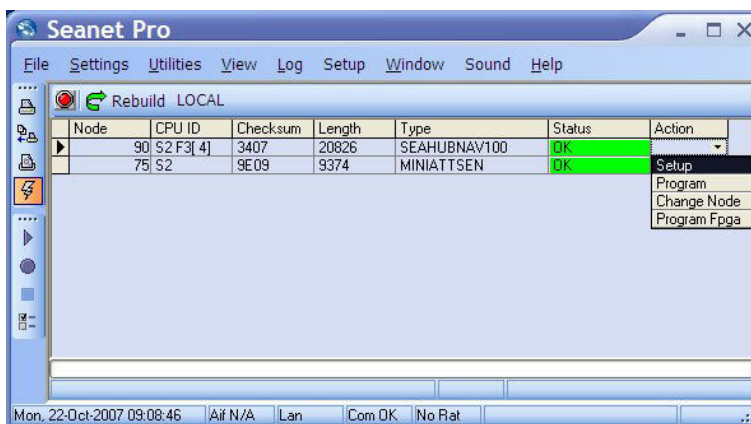 Seanet Pro
File Settings Utilities View Log Setup Window Sound Help
Rebuild LOCAL
Node CPU ID Checksum Length Type Status Action
90 S2 F3[ 4] 3407 20826 SEAHUBNAV100 OK
75 S2 9E09 9374 MINIATTSEN OK
Setup
Program
Change Node
Program Fpga
Mon, 22-Oct-2007 09:08:46 Aif N/A Lan Com OK No Rat